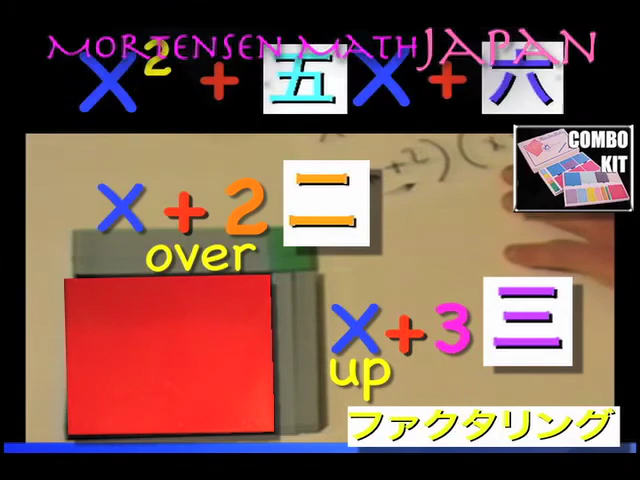 MORTENSEN MATH JAPAN
x² + 五 x + 六
COMBO
KIT
+2) (x
x + 2 二
over
x + 3 三
up
ファクタリング